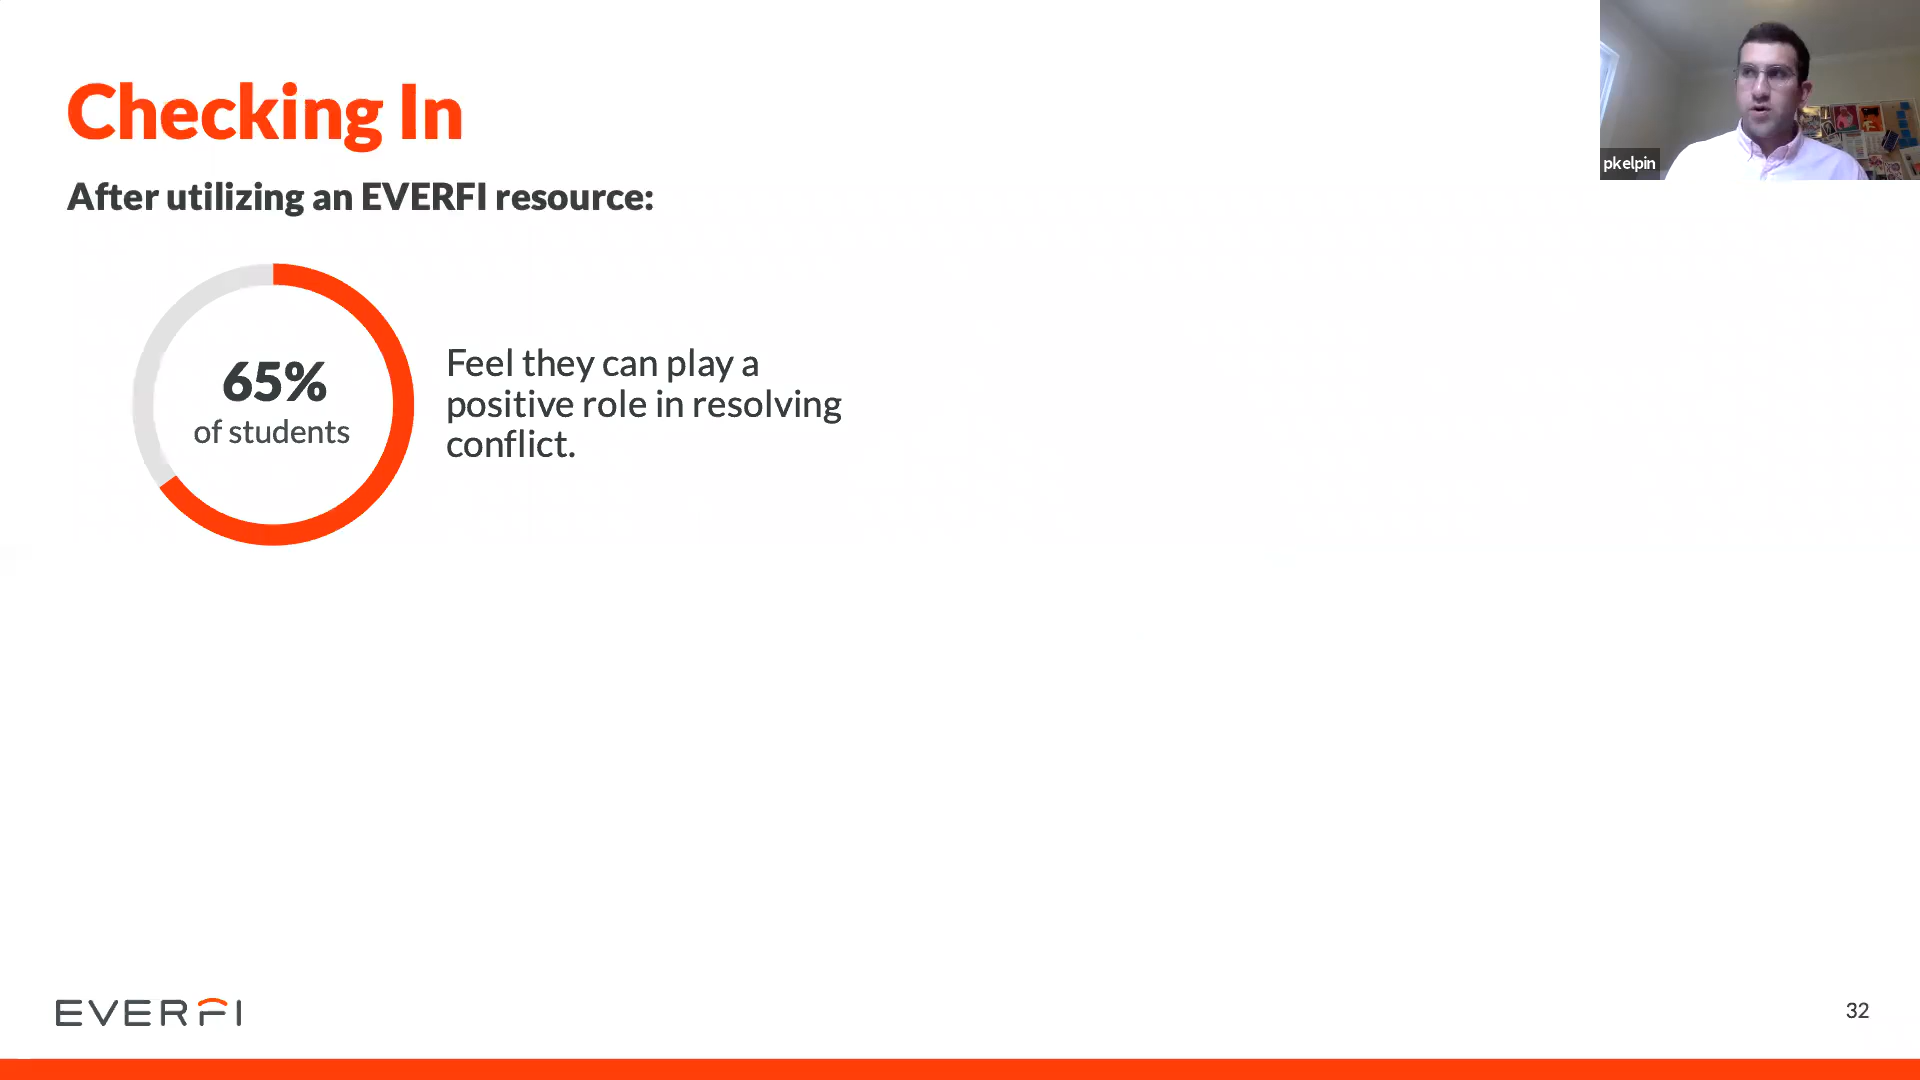 Checking In
After utilizing an EVERFI resource:
65%
of students
Feel they can play a
positive role in resolving
conflict.
pkelpin
EVERFI
32